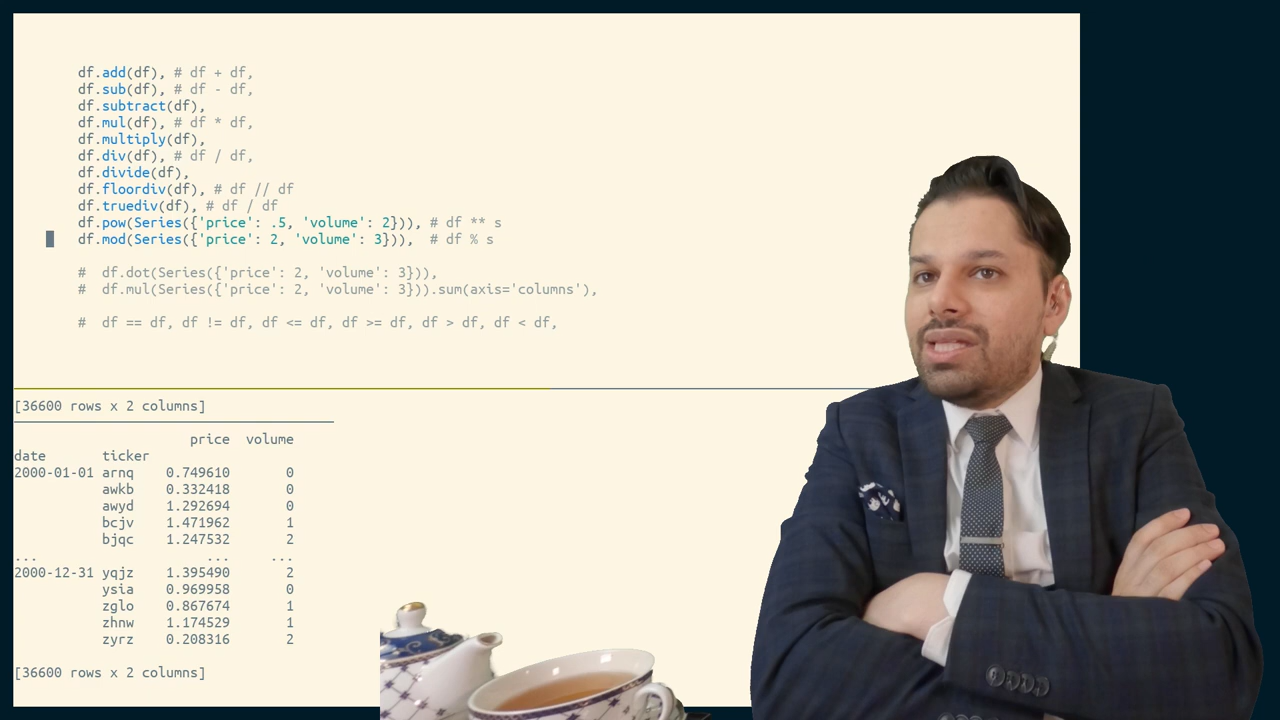 df.add(df), # df + df,
df.sub(df), # df - df,
df.subtract(df),
df.mul(df), # df * df,
df.multiply(df),
df.div(df), # df / df,
df.divide(df),
df.floordiv(df), # df // df
df.truediv(df), # df / df
df.pow(Series({'price': .5, 'volume': 2})), # df ** s
df.mod(Series({'price': 2, 'volume': 3})),  # df % s
#  df.dot(Series({'price': 2, 'volume': 3})),
#  df.mul(Series({'price': 2, 'volume': 3})).sum(axis='columns'),
#  df == df, df != df, df <= df, df >= df, df > df, df < df,
[36600 rows x 2 columns]
price  volume
date       ticker
2000-01-01 arnq    0.749610       0
awkb    0.332418       0
awyd    1.292694       0
bcjv    1.471962       1
bjqc    1.247532       2
...                     ...     ...
2000-12-31 yqjz    1.395490       2
ysia    0.969958       0
zglo    0.867674       1
zhnw    1.174529       1
zyrz    0.208316       2
[36600 rows x 2 columns]